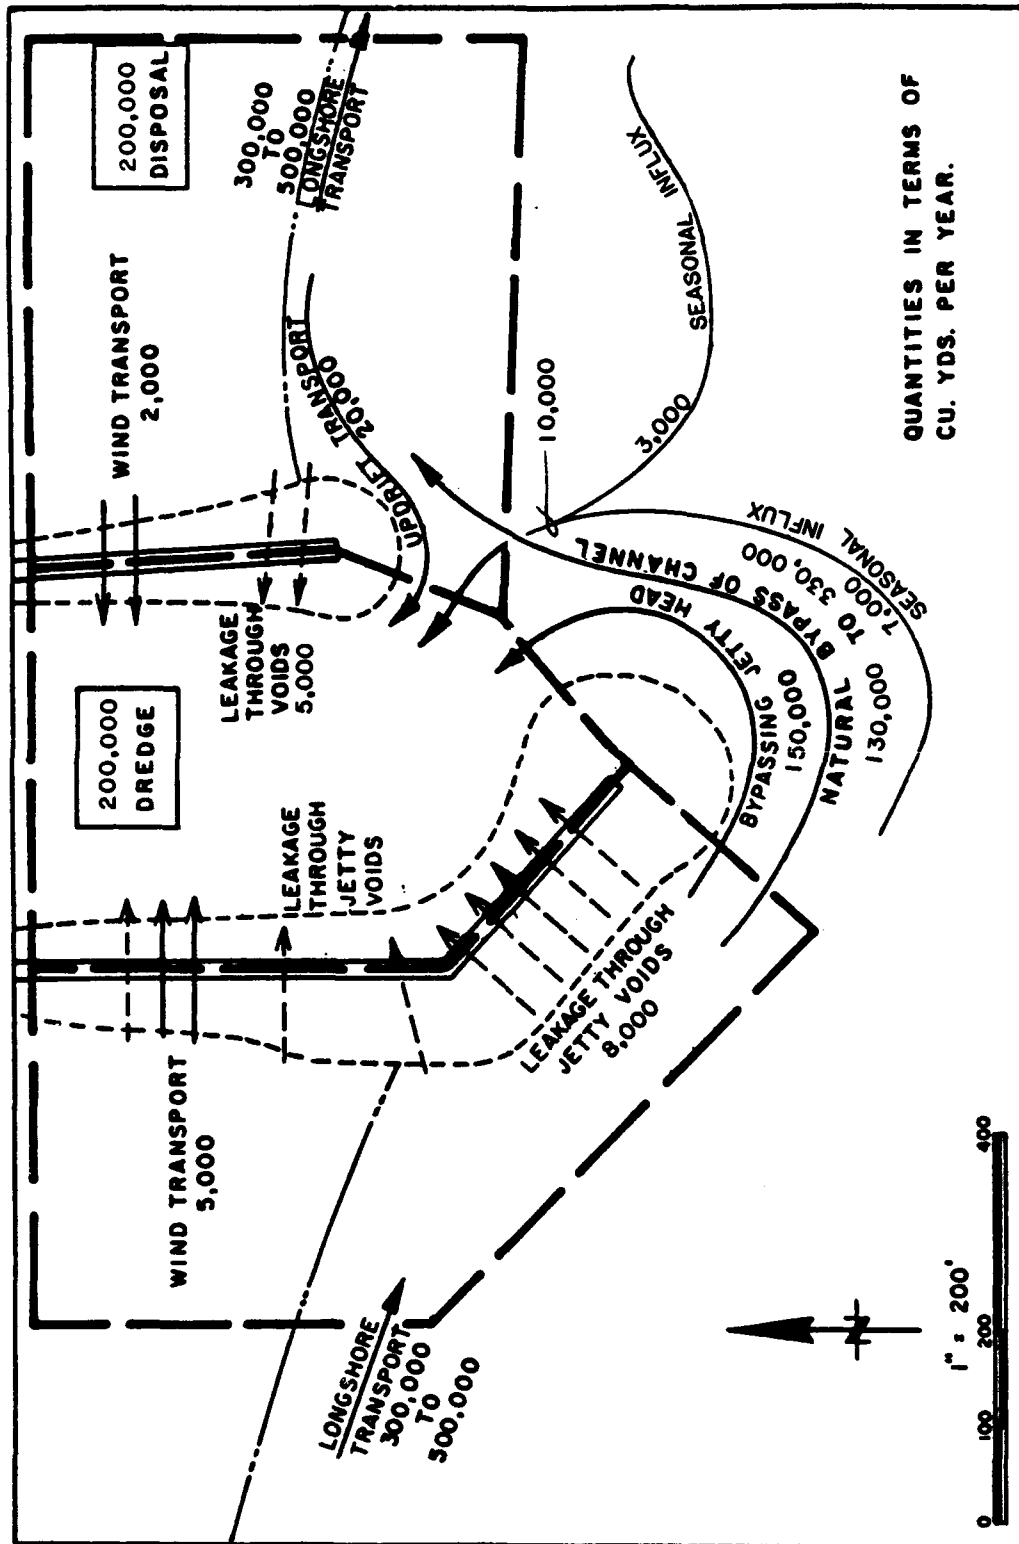 200,000
DREDGE
200,000
DISPOSAL
WIND TRANSPORT
5,000
WIND TRANSPORT
2,000
LEAKAGE
THROUGH
JETTY
VOIDS
LEAKAGE
THROUGH
VOIDS
5,000
300,000
TO
500,000
LONGSHORE
TRANSPORT
LONGSHORE
TRANSPORT
300,000
TO
500,000
UPDRIFT TRANSPORT
20,000
LEAKAGE THROUGH
JETTY VOIDS
8,000
BYPASSING JETTY HEAD
150,000
NATURAL BYPASS OF CHANNEL
130,000 TO 330,000
7,000
SEASONAL INFLUX
10,000
3,000
SEASONAL INFLUX
INFLUX
QUANTITIES IN TERMS OF
CU. YDS. PER YEAR.
N
1" = 200'
0 100 200 400